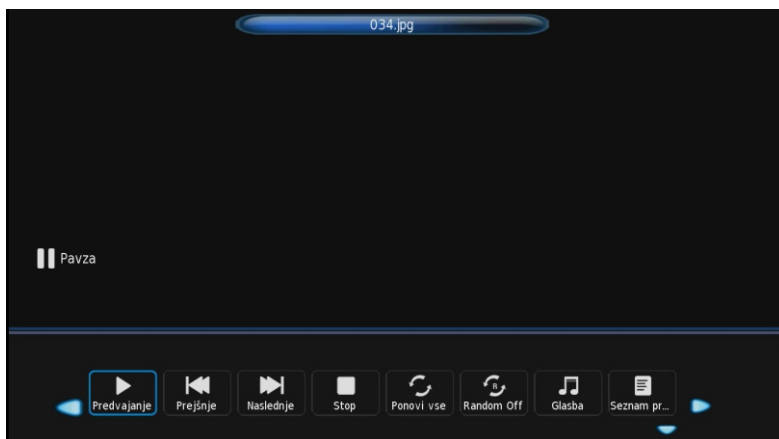 034.jpg
Pavza
Predvajanje
Prejšnje
Naslednje
Stop
Ponovi vse
R
Random Off
Glasba
Seznam pr...